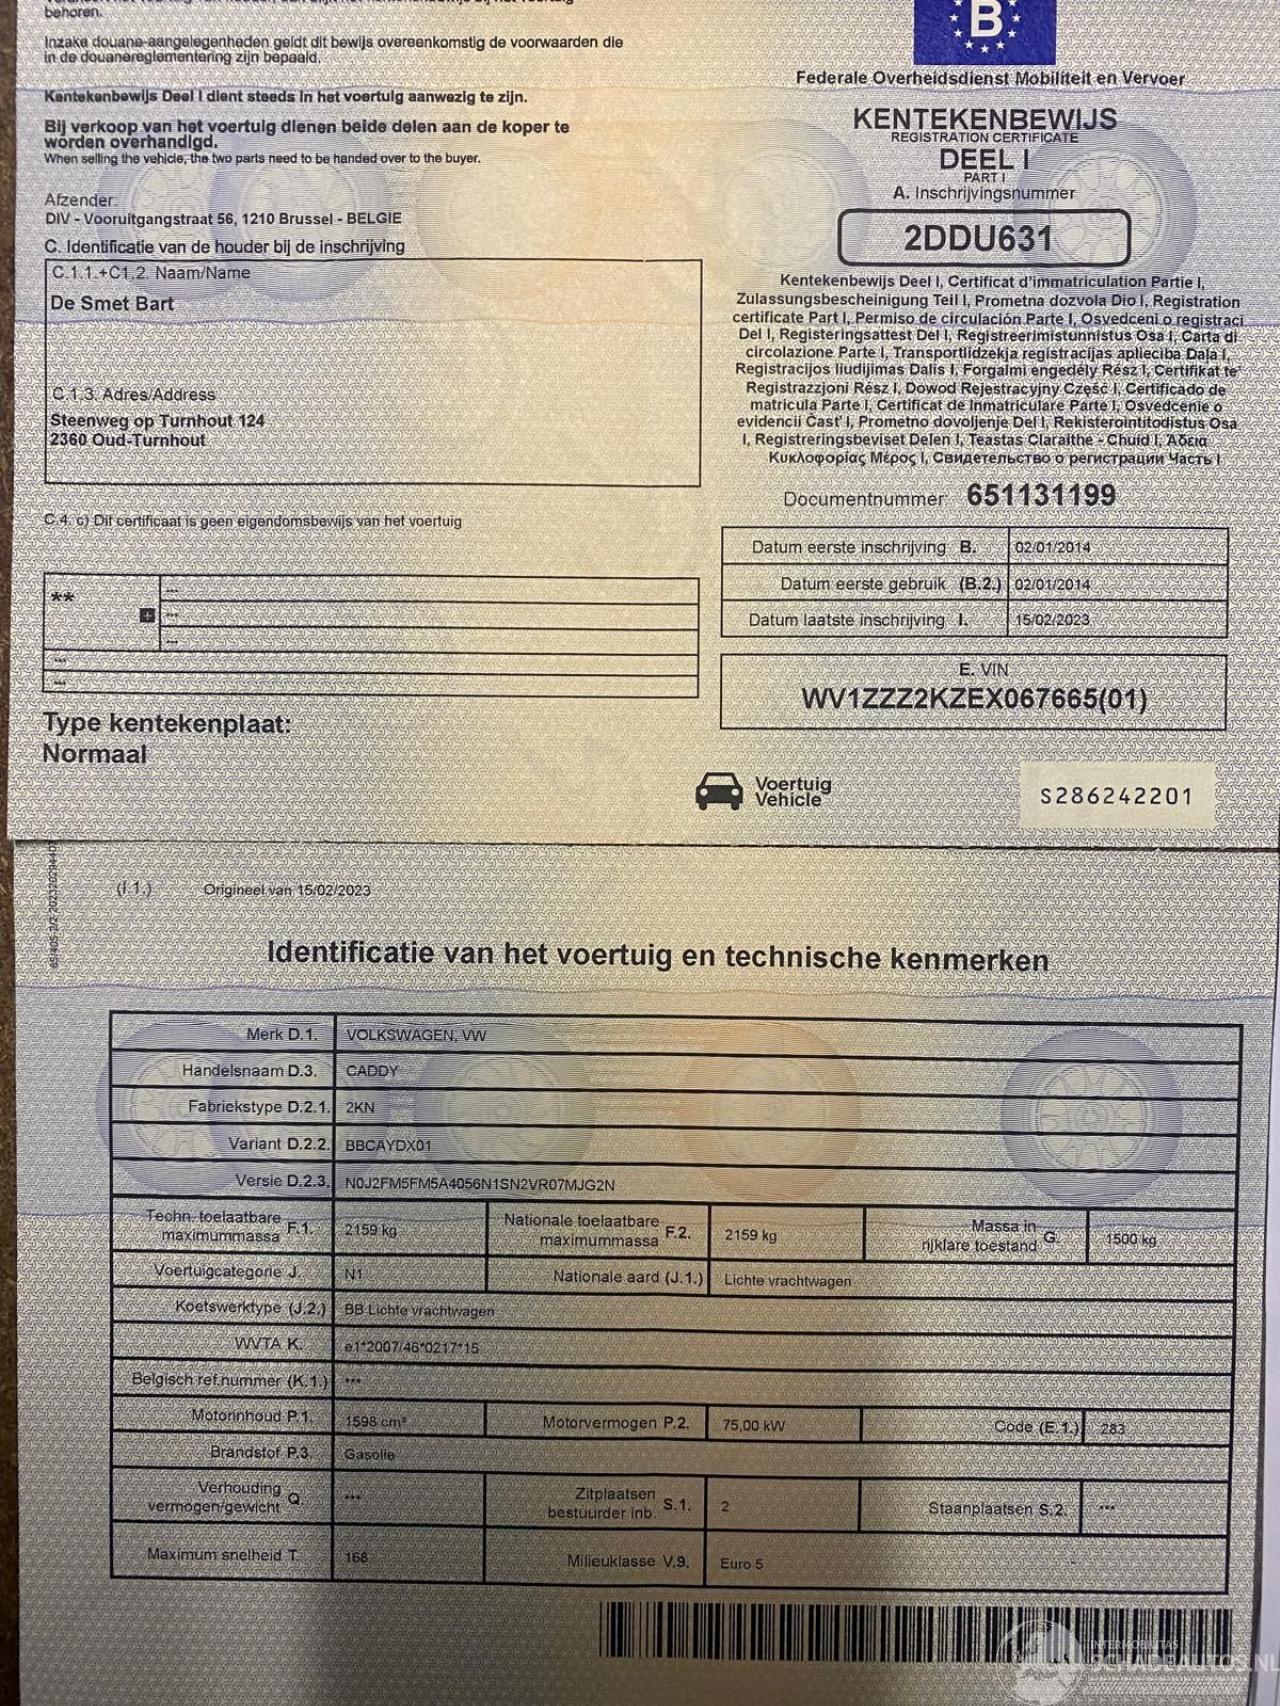 behoren.
Inzake douane-aangelegenheden geldt dit bewijs overeenkomstig de voorwaarden die
in de douanereglementering zijn bepaald.
Kentekenbewijs Deel I dient steeds in het voertuig aanwezig te zijn.
Bij verkoop van het voertuig dienen beide delen aan de koper te
worden overhandigd.
When selling the vehicle, the two parts need to be handed over to the buyer.
Afzender:
DIV - Vooruitgangstraat 56, 1210 Brussel - BELGIE
C. Identificatie van de houder bij de inschrijving
C.1.1.+C1.2. Naam/Name
De Smet Bart
C.1.3. Adres/Address
Steenweg op Turnhout 124
2360 Oud-Turnhout
C.4. c) Dit certificaat is geen eigendomsbewijs van het voertuig
** ---
+ ---
---
---
---
Type kentekenplaat:
Normaal
B
Federale Overheidsdienst Mobiliteit en Vervoer
KENTEKENBEWIJS
REGISTRATION CERTIFICATE
DEEL I
PART I
A. Inschrijvingsnummer
2DDU631
Kentekenbewijs Deel I, Certificat d'immatriculation Partie I,
Zulassungsbescheinigung Teil I, Prometna dozvola Dio I, Registration
certificate Part I, Permiso de circulación Parte I, Osvedceni o registraci
Del I, Registeringsattest Del I, Registreerimistunnistus Osa I, Carta di
circolazione Parte I, Transportlidzekja registracijas aplieciba Daļa I,
Registracijos liudijimas Dalis I, Forgalmi engedély Rész I, Certifikat te'
Registrazzjoni Rész I, Dowod Rejestracyjny Część I, Certificado de
matricula Parte I, Certificat de Inmatriculare Parte I, Osvedcenie o
evidencii Čast' I, Prometno dovoljenje Del I, Rekisterointitodistus Osa
I, Registreringsbeviset Delen I, Teastas Claraithe - Chuid I, Άδεια
Κυκλοφορίας Μέρος I, Свидетельство о регистрации Часть I
Documentnummer: 651131199
Datum eerste inschrijving B. 02/01/2014
Datum eerste gebruik (B.2.) 02/01/2014
Datum laatste inschrijving I. 15/02/2023
E. VIN
WV1ZZZ2KZEX067665(01)
Voertuig
Vehicle
S286242201
(I.1.) Origineel van 15/02/2023
Identificatie van het voertuig en technische kenmerken
Merk D.1. VOLKSWAGEN, VW
Handelsnaam D.3. CADDY
Fabriekstype D.2.1. 2KN
Variant D.2.2. BBCAYDX01
Versie D.2.3. N0J2FM5FM5A4056N1SN2VR07MJG2N
Techn. toelaatbare maximummassa F.1. 2159 kg Nationale toelaatbare maximummassa F.2. 2159 kg Massa in rijklare toestand G. 1500 kg
Voertuigcategorie J. N1 Nationale aard (J.1.) Lichte vrachtwagen
Koetswerktype (J.2.) BB Lichte vrachtwagen
WVTA K. e1*2007/46*0217*15
Belgisch ref.nummer (K.1.) ---
Motorinhoud P.1. 1598 cm³ Motorvermogen P.2. 75,00 kW Code (E.1.) 283
Brandstof P.3. Gasolie
Verhouding vermogen/gewicht Q. --- Zitplaatsen bestuurder inb. S.1. 2 Staanplaatsen S.2. ---
Maximum snelheid T. 168 Milieuklasse V.9. Euro 5
SCHADEAUTOS.NL